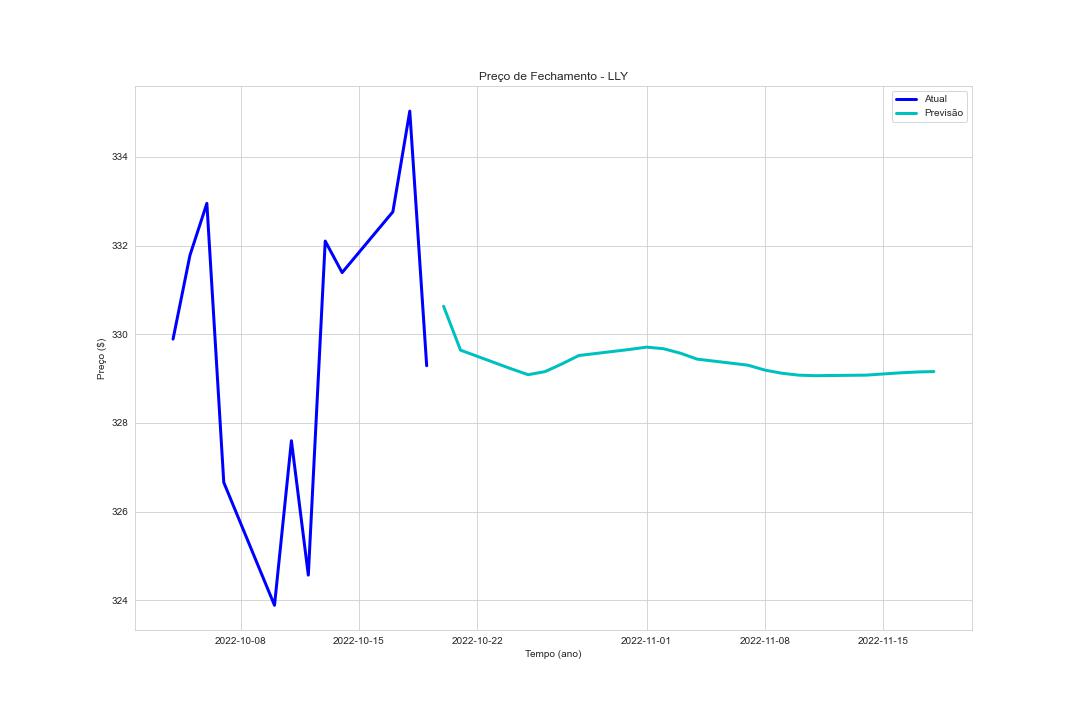 Preço de Fechamento - LLY
Atual
Previsão
334
332
330
328
326
324
Preço ($)
2022-10-08
2022-10-15
2022-10-22
2022-11-01
2022-11-08
2022-11-15
Tempo (ano)